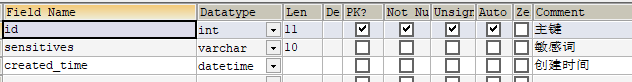 Field Name Datatype Len De PK? Not Nu Unsign Auto Ze Comment
id int 11 主键
sensitives varchar 10 敏感词
created_time datetime 创建时间